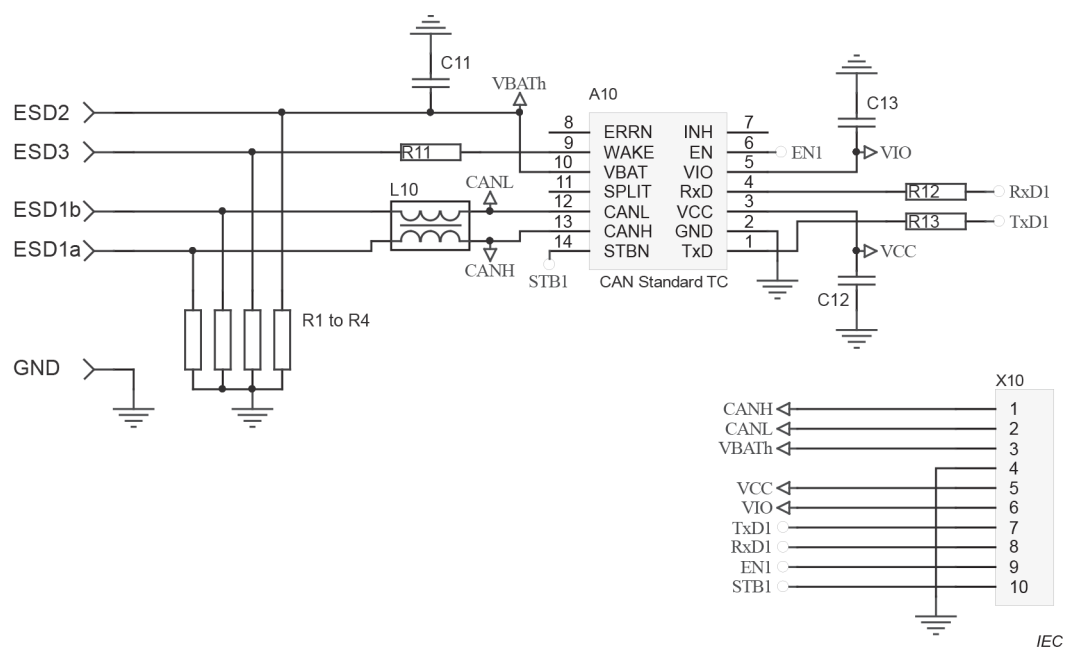 C11
VBATh
A10
C13
ESD2
8 ERRN INH 7
ESD3
R11
9 WAKE EN 6 EN1
VIO
10 VBAT VIO 5
L10
CANL
11 SPLIT RxD 4 R12 RxD1
ESD1b
12 CANL VCC 3
13 CANH GND 2 R13 TxD1
ESD1a
14 STBN TxD 1
VCC
CANH
STB1
CAN Standard TC
C12
R1 to R4
GND
X10
CANH 1
CANL 2
VBATh 3
4
VCC 5
VIO 6
TxD1 7
RxD1 8
EN1 9
STB1 10
IEC